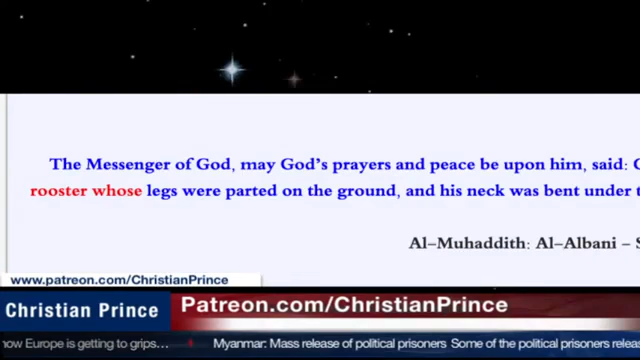 The Messenger of God, may God's prayers and peace be upon him, said:
rooster whose legs were parted on the ground, and his neck was bent under
Al-Muhaddith: Al-Albani –
www.patreon.com/ChristianPrince
Christian Prince
Patreon.com/ChristianPrince
how Europe is getting to grips... Myanmar: Mass release of political prisoners Some of the political prisoners